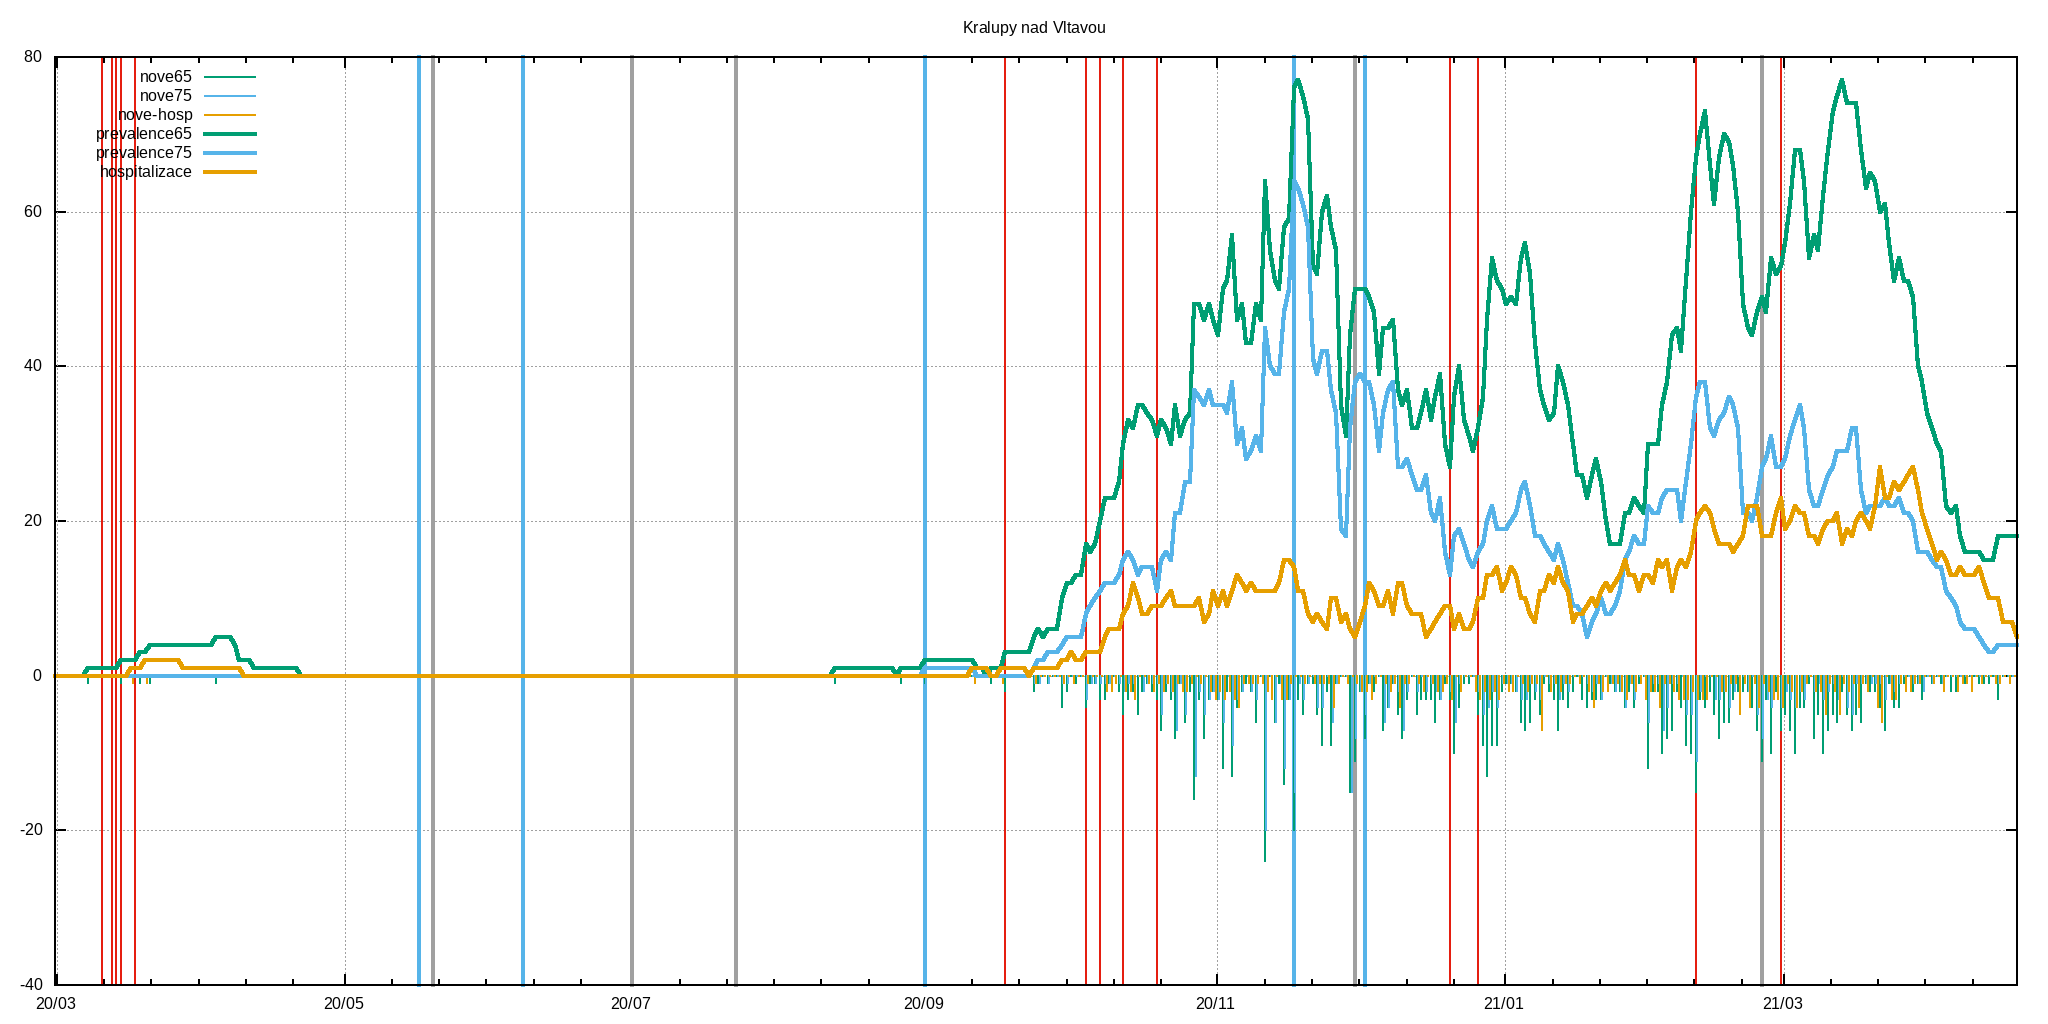 Kralupy nad Vltavou
80
60
40
20
0
-20
-40
nove65
nove75
nove-hosp
prevalence65
prevalence75
hospitalizace
20/03 20/05 20/07 20/09 20/11 21/01 21/03